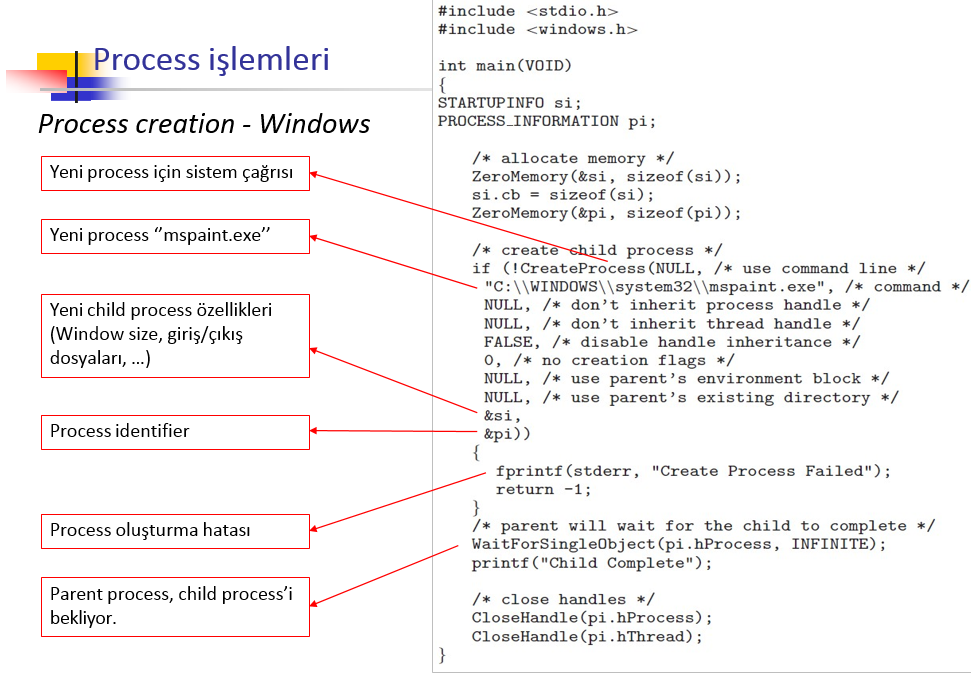 Process işlemleri
Process creation - Windows
Yeni process için sistem çağrısı
Yeni process ‘’mspaint.exe’’
Yeni child process özellikleri
(Window size, giriş/çıkış
dosyaları, …)
Process identifier
Process oluşturma hatası
Parent process, child process’i
bekliyor.
#include <stdio.h>
#include <windows.h>
int main(VOID)
{
STARTUPINFO si;
PROCESS_INFORMATION pi;
/* allocate memory */
ZeroMemory(&si, sizeof(si));
si.cb = sizeof(si);
ZeroMemory(&pi, sizeof(pi));
/* create child process */
if (!CreateProcess(NULL, /* use command line */
"C:\\WINDOWS\\system32\\mspaint.exe", /* command */
NULL, /* don’t inherit process handle */
NULL, /* don’t inherit thread handle */
FALSE, /* disable handle inheritance */
0, /* no creation flags */
NULL, /* use parent’s environment block */
NULL, /* use parent’s existing directory */
&si,
&pi))
{
fprintf(stderr, "Create Process Failed");
return -1;
}
/* parent will wait for the child to complete */
WaitForSingleObject(pi.hProcess, INFINITE);
printf("Child Complete");
/* close handles */
CloseHandle(pi.hProcess);
CloseHandle(pi.hThread);
}